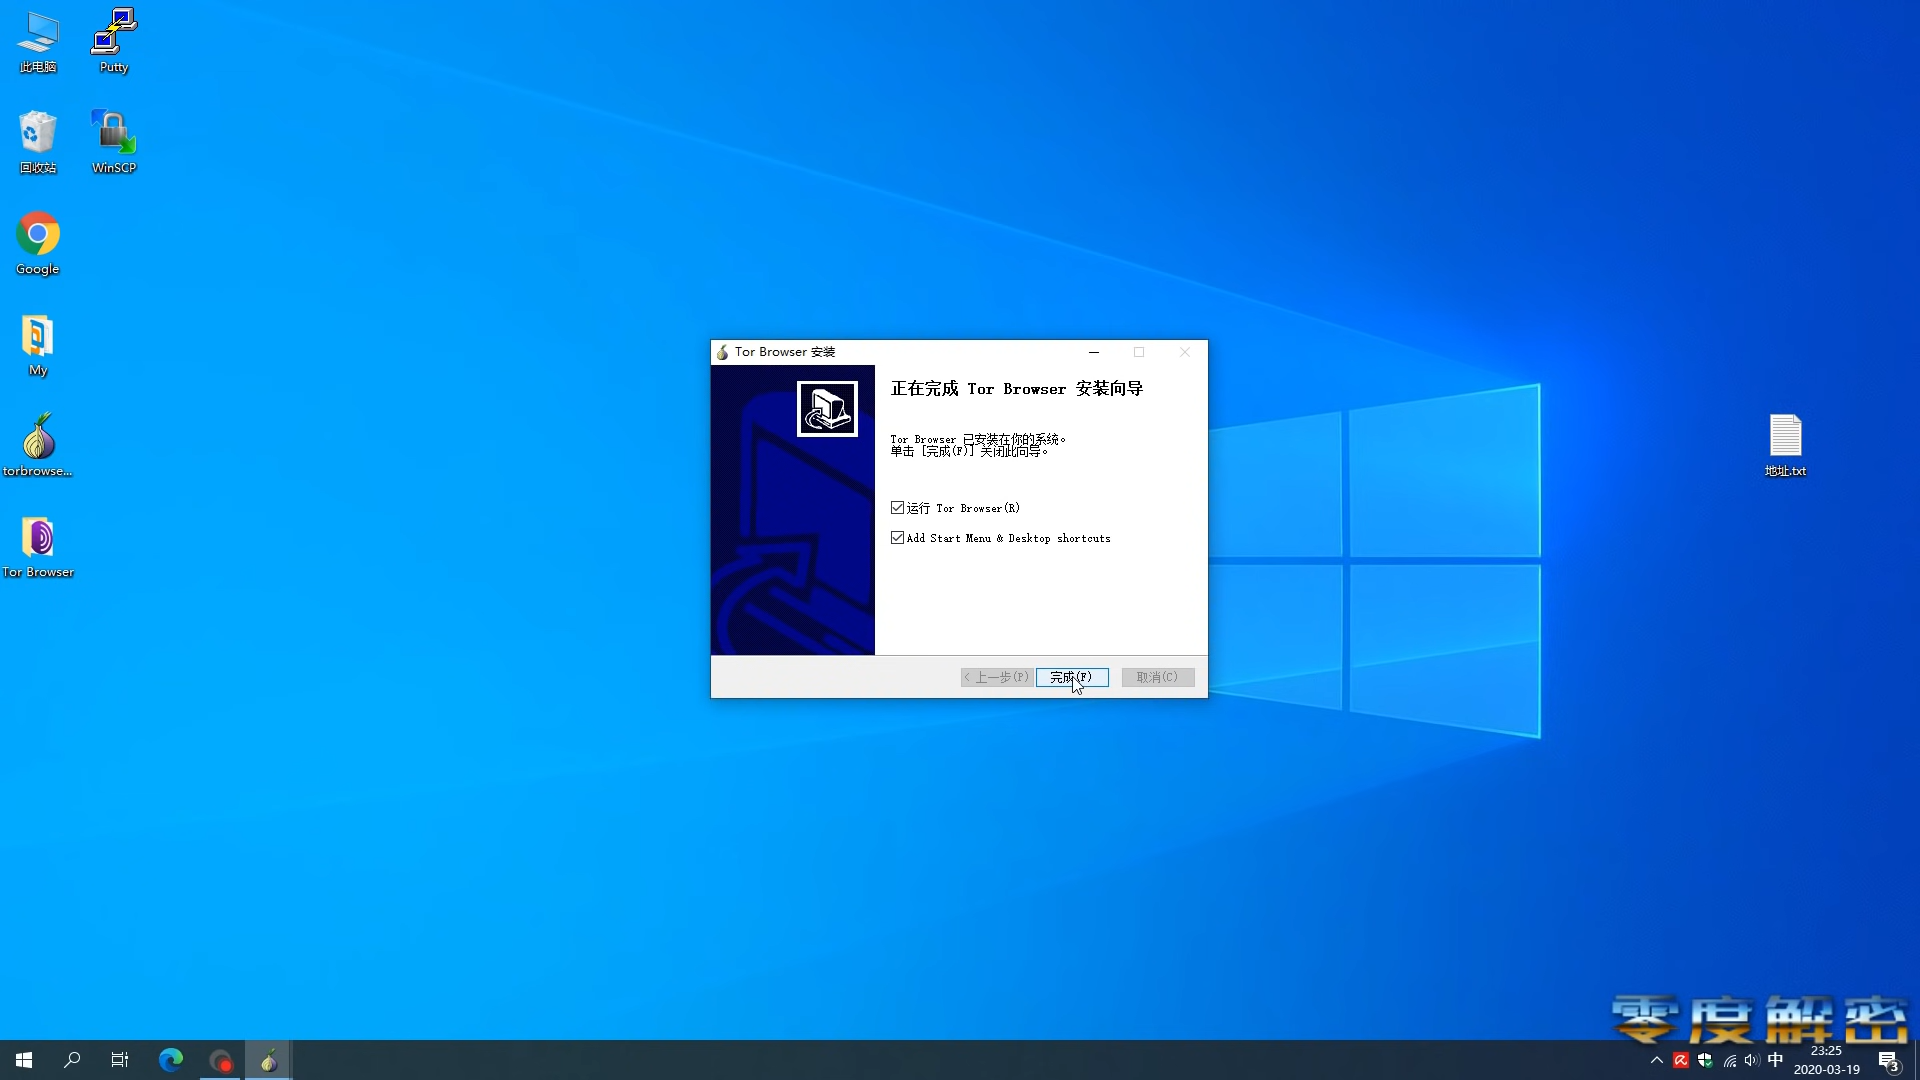 此电脑
Putty
回收站
WinSCP
Google
My
torbrowse...
Tor Browser
Tor Browser 安装
正在完成 Tor Browser 安装向导
Tor Browser 已安装在你的系统。
单击 [完成(F)] 关闭此向导。
运行 Tor Browser(R)
Add Start Menu & Desktop shortcuts
< 上一步(P)
完成(F)
取消(C)
地址.txt
零度解密
中
23:25
2020-03-19
3